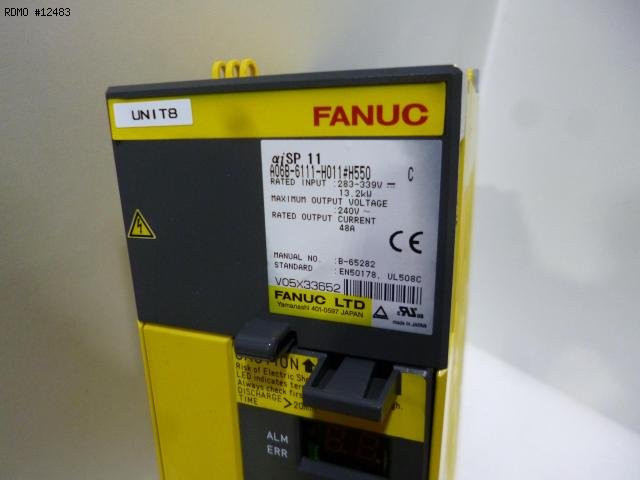 RDMO #12483
UNIT8
FANUC
αiSP 11
A06B-6111-H011#H550 C
RATED INPUT :283-339V
13.2kW
MAXIMUM OUTPUT VOLTAGE
:240V ~
RATED OUTPUT CURRENT
48A
MANUAL NO. :B-65282
STANDARD :EN50178, UL508C
V05X33652
FANUC LTD
Yamanashi 401-0597 JAPAN
CE
MADE IN JAPAN
CAUTION
Risk of Electric
LED indicates
Always check first
DISCHARGE
TIME >
ALM
ERR